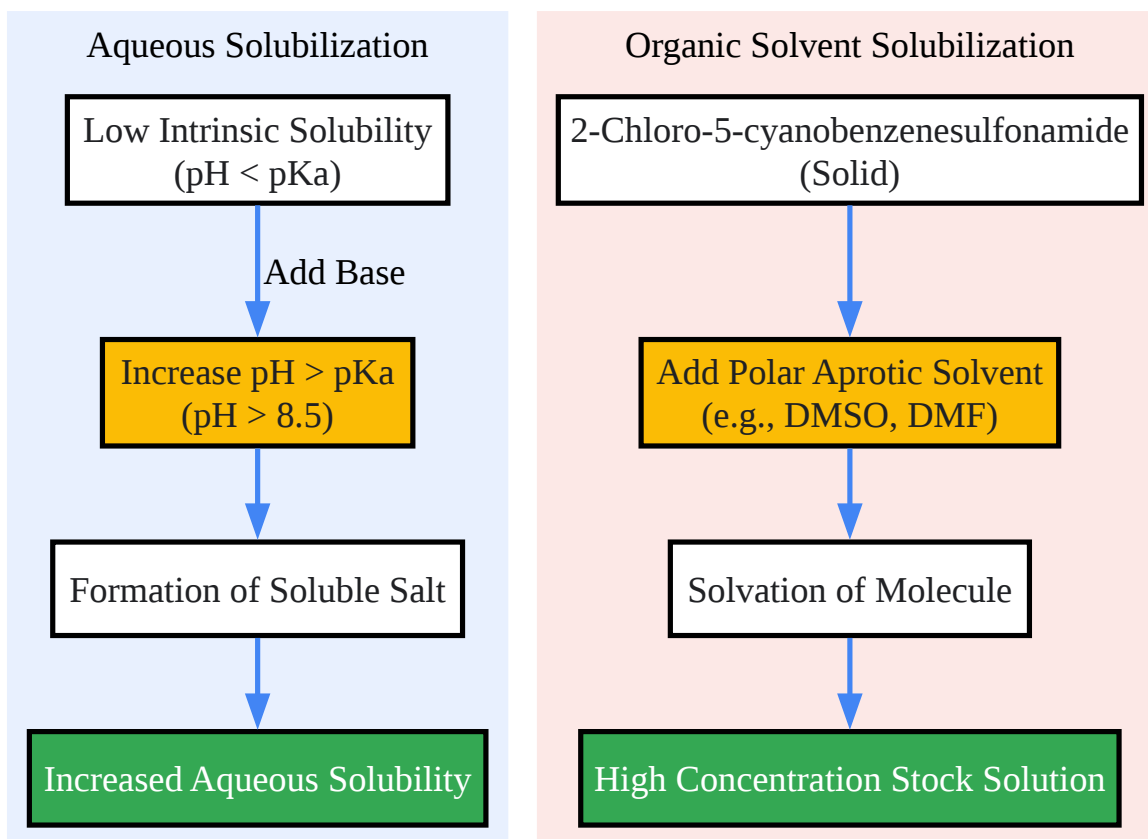 Aqueous Solubilization
Low Intrinsic Solubility
(pH < pKa)
Add Base
Increase pH > pKa
(pH > 8.5)
Formation of Soluble Salt
Increased Aqueous Solubility
Organic Solvent Solubilization
2-Chloro-5-cyanobenzenesulfonamide
(Solid)
Add Polar Aprotic Solvent
(e.g., DMSO, DMF)
Solvation of Molecule
High Concentration Stock Solution